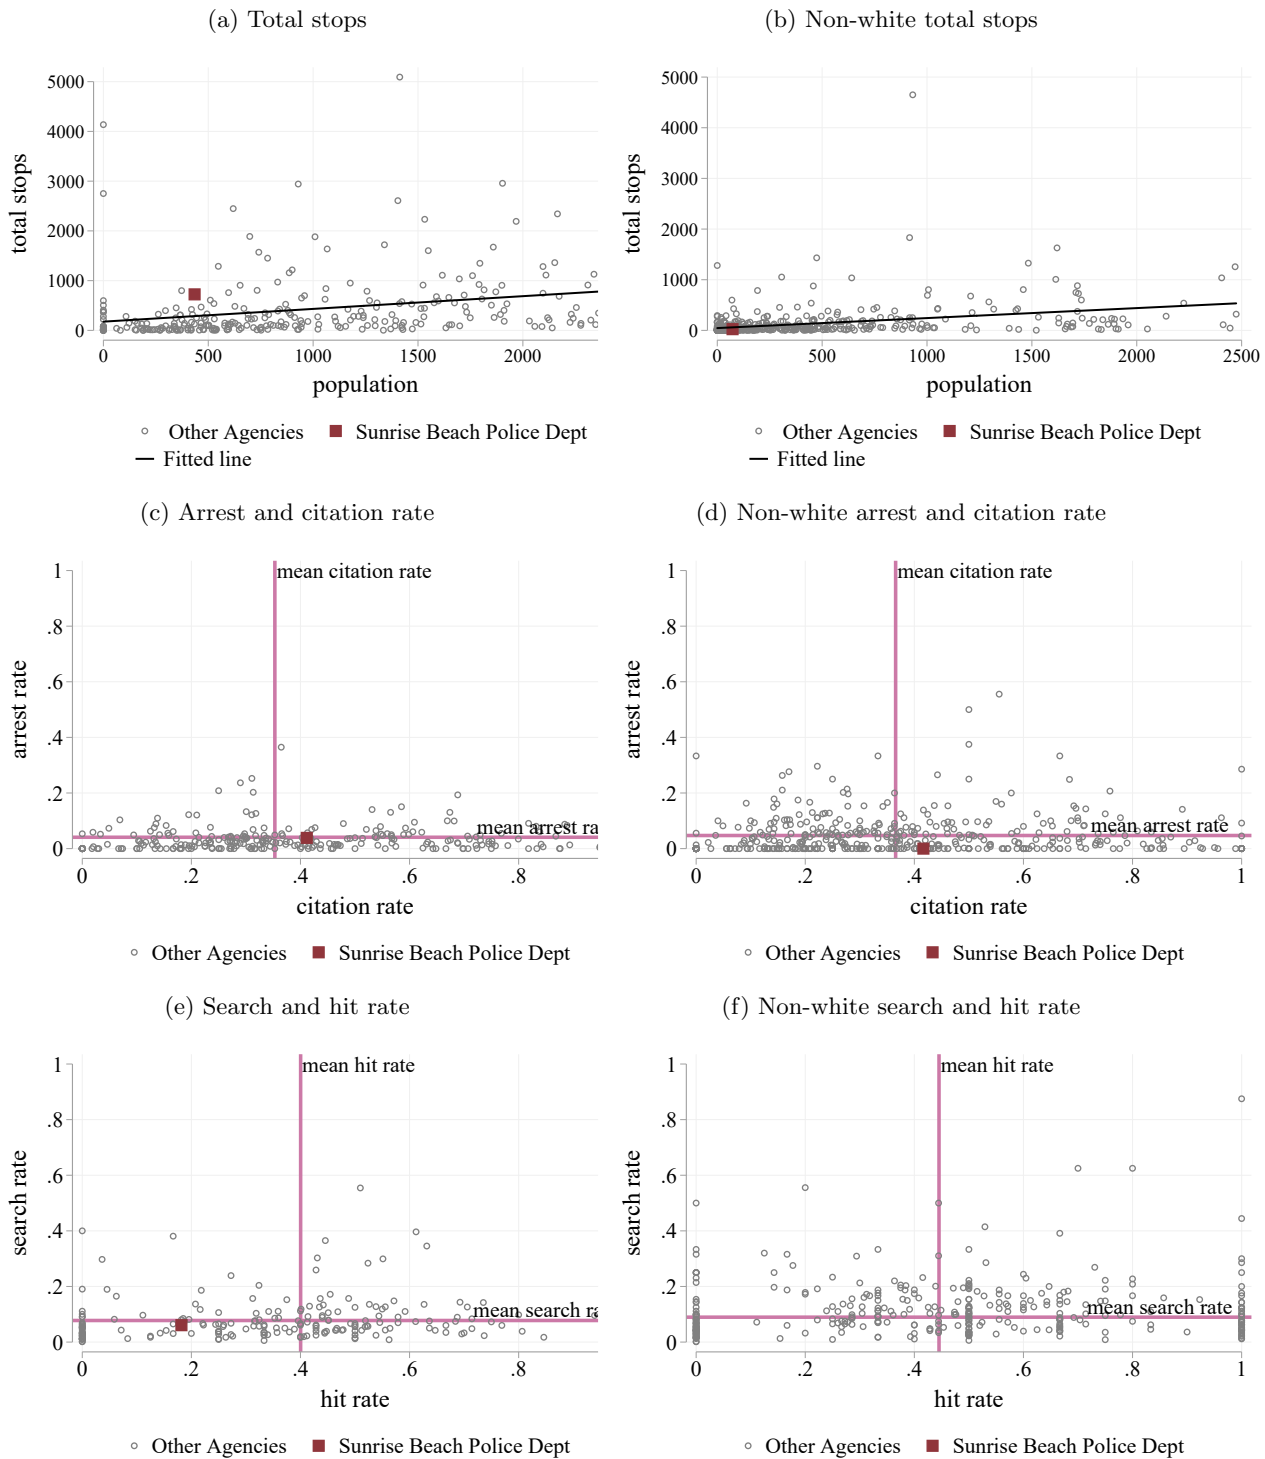 (a) Total stops
(b) Non-white total stops
5000
4000
3000
2000
1000
0
total stops
0 500 1000 1500 2000
population
Other Agencies Sunrise Beach Police Dept
Fitted line
5000
4000
3000
2000
1000
0
total stops
0 500 1000 1500 2000 2500
population
Other Agencies Sunrise Beach Police Dept
Fitted line
(c) Arrest and citation rate
(d) Non-white arrest and citation rate
mean citation rate
1
.8
.6
.4
.2
0
arrest rate
mean arrest ra
0 .2 .4 .6 .8
citation rate
Other Agencies Sunrise Beach Police Dept
mean citation rate
1
.8
.6
.4
.2
0
arrest rate
mean arrest rate
0 .2 .4 .6 .8 1
citation rate
Other Agencies Sunrise Beach Police Dept
(e) Search and hit rate
(f) Non-white search and hit rate
mean hit rate
1
.8
.6
.4
.2
0
search rate
mean search ra
0 .2 .4 .6 .8
hit rate
Other Agencies Sunrise Beach Police Dept
mean hit rate
1
.8
.6
.4
.2
0
search rate
mean search rate
0 .2 .4 .6 .8 1
hit rate
Other Agencies Sunrise Beach Police Dept